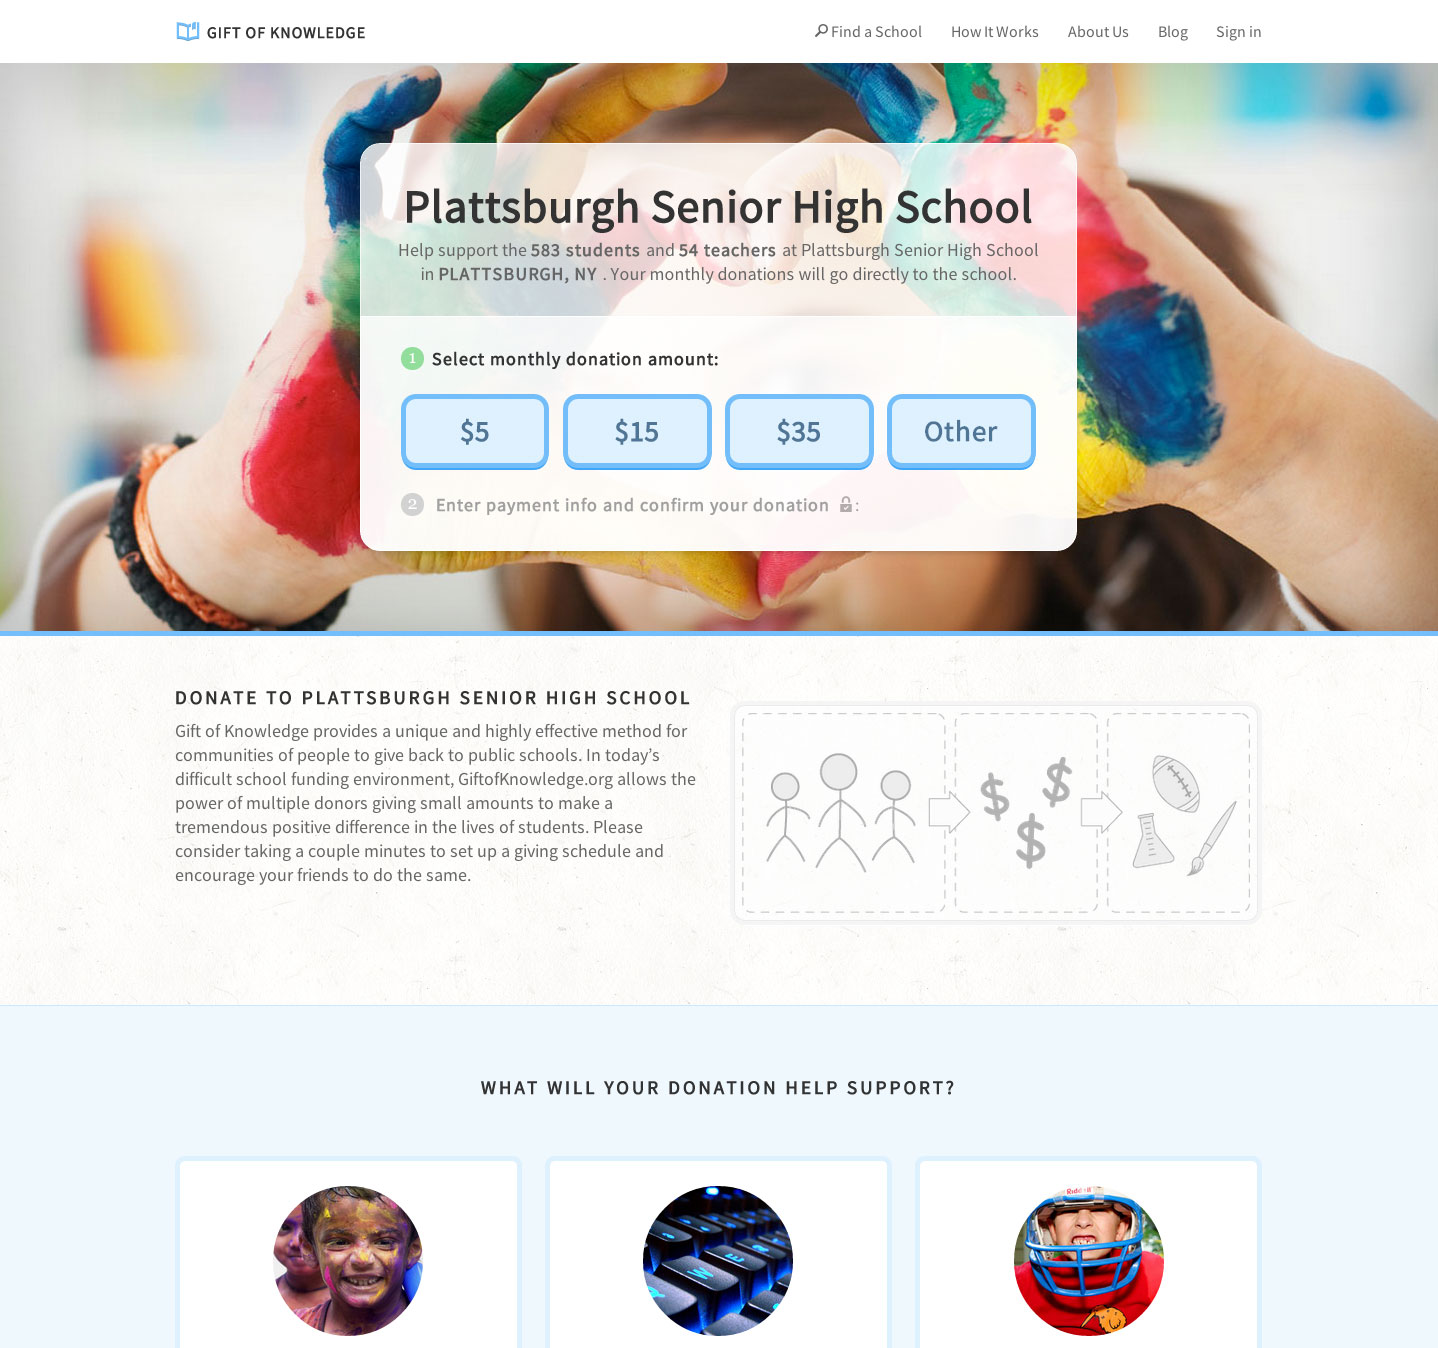 GIFT OF KNOWLEDGE
Find a School How It Works About Us Blog Sign in
Plattsburgh Senior High School
Help support the 583 students and 54 teachers at Plattsburgh Senior High School
in PLATTSBURGH, NY . Your monthly donations will go directly to the school.
1 Select monthly donation amount:
$5 $15 $35 Other
2 Enter payment info and confirm your donation :
DONATE TO PLATTSBURGH SENIOR HIGH SCHOOL
Gift of Knowledge provides a unique and highly effective method for
communities of people to give back to public schools. In today’s
difficult school funding environment, GiftofKnowledge.org allows the
power of multiple donors giving small amounts to make a
tremendous positive difference in the lives of students. Please
consider taking a couple minutes to set up a giving schedule and
encourage your friends to do the same.
$ $ $
WHAT WILL YOUR DONATION HELP SUPPORT?
W E